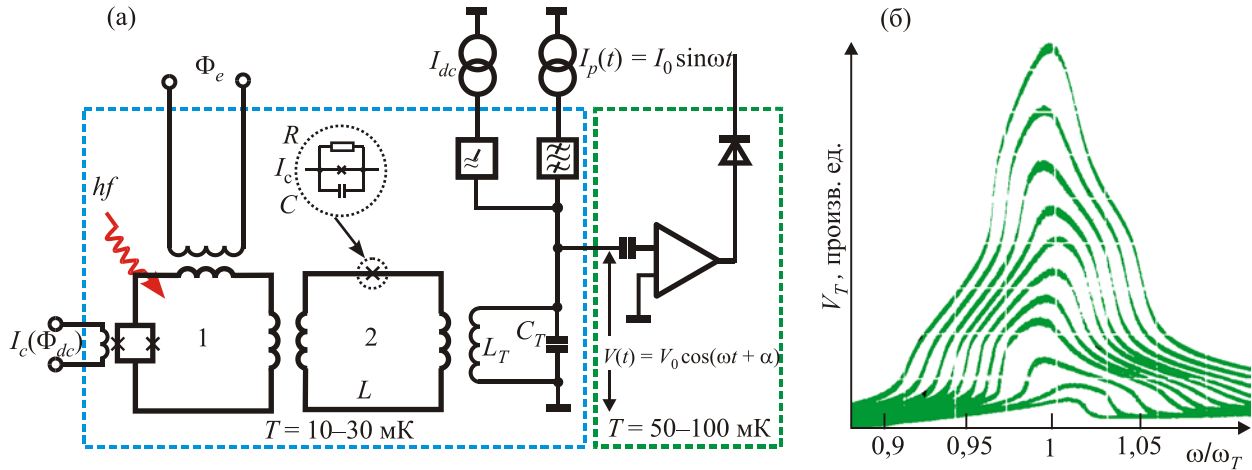 (а)
(б)
Φe
Idc
Ip(t) = I0 sinωt
R
Ic
C
hf
Ic(Φdc)
1
2
L
LT
CT
V(t) = V0 cos(ωt + α)
T = 10–30 мК
T = 50–100 мК
VT, произв. ед.
0,9
0,95
1
1,05
ω/ωT